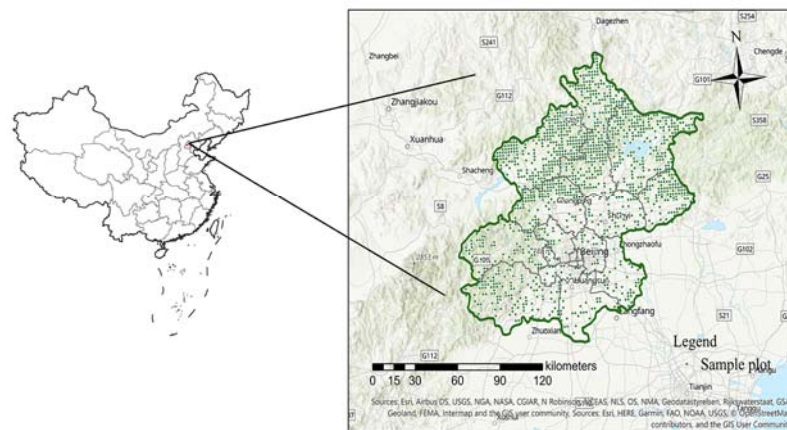 Dagezhen
S254
S241
Zhangbei
N
Chengde
G112
G101
Zhangjiakou
S358
Xuanhua
Shacheng
G25
S8
G102
Beijing
G109
S21
Zhuoxian
Legend
G112
kilometers
Sample plot
0 15 30 60 90 120
Tianjin
Sources: Esri, Airbus DS, USGS, NGA, NASA, CGIAR, N Robinson, NCEAS, NLS, OS, NMA, Geodatastyrelsen, Rijkswaterstaat, GSA,
Geoland, FEMA, Intermap and the GIS user community, Sources: Esri, HERE, Garmin, FAO, NOAA, USGS, © OpenStreetMap
contributors, and the GIS User Community